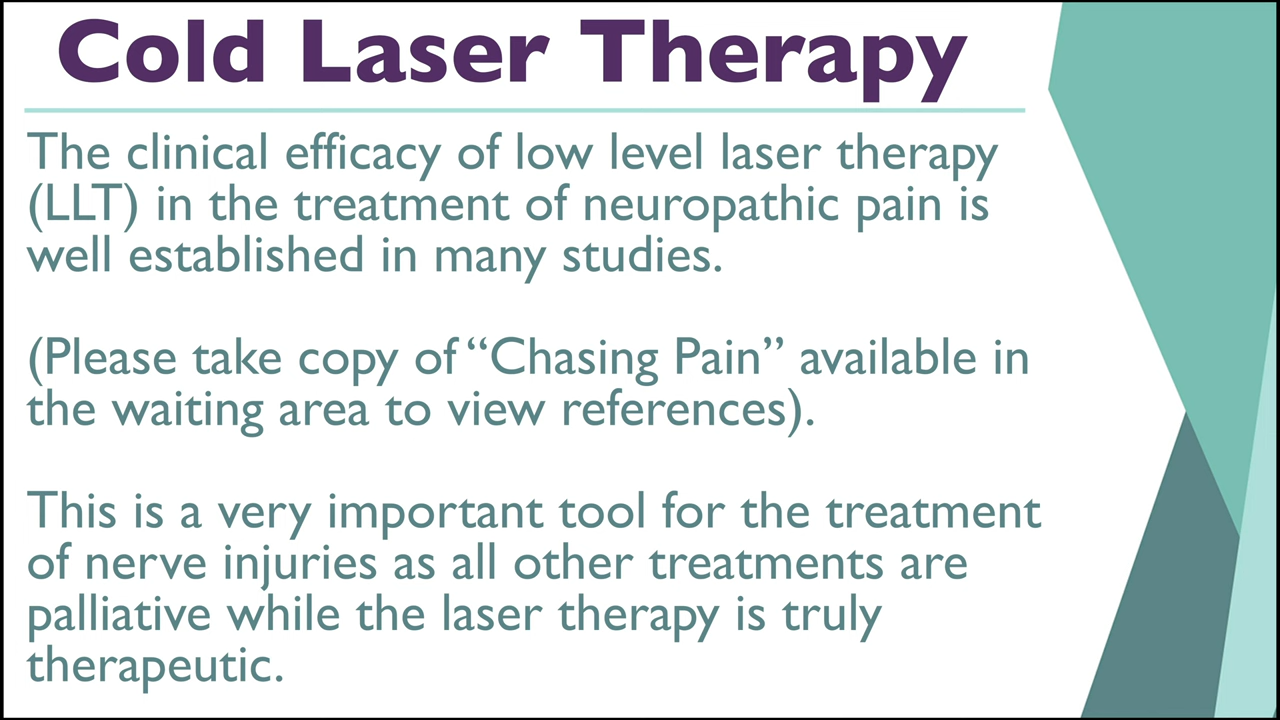 Cold Laser Therapy
The clinical efficacy of low level laser therapy
(LLT) in the treatment of neuropathic pain is
well established in many studies.
(Please take copy of “Chasing Pain” available in
the waiting area to view references).
This is a very important tool for the treatment
of nerve injuries as all other treatments are
palliative while the laser therapy is truly
therapeutic.